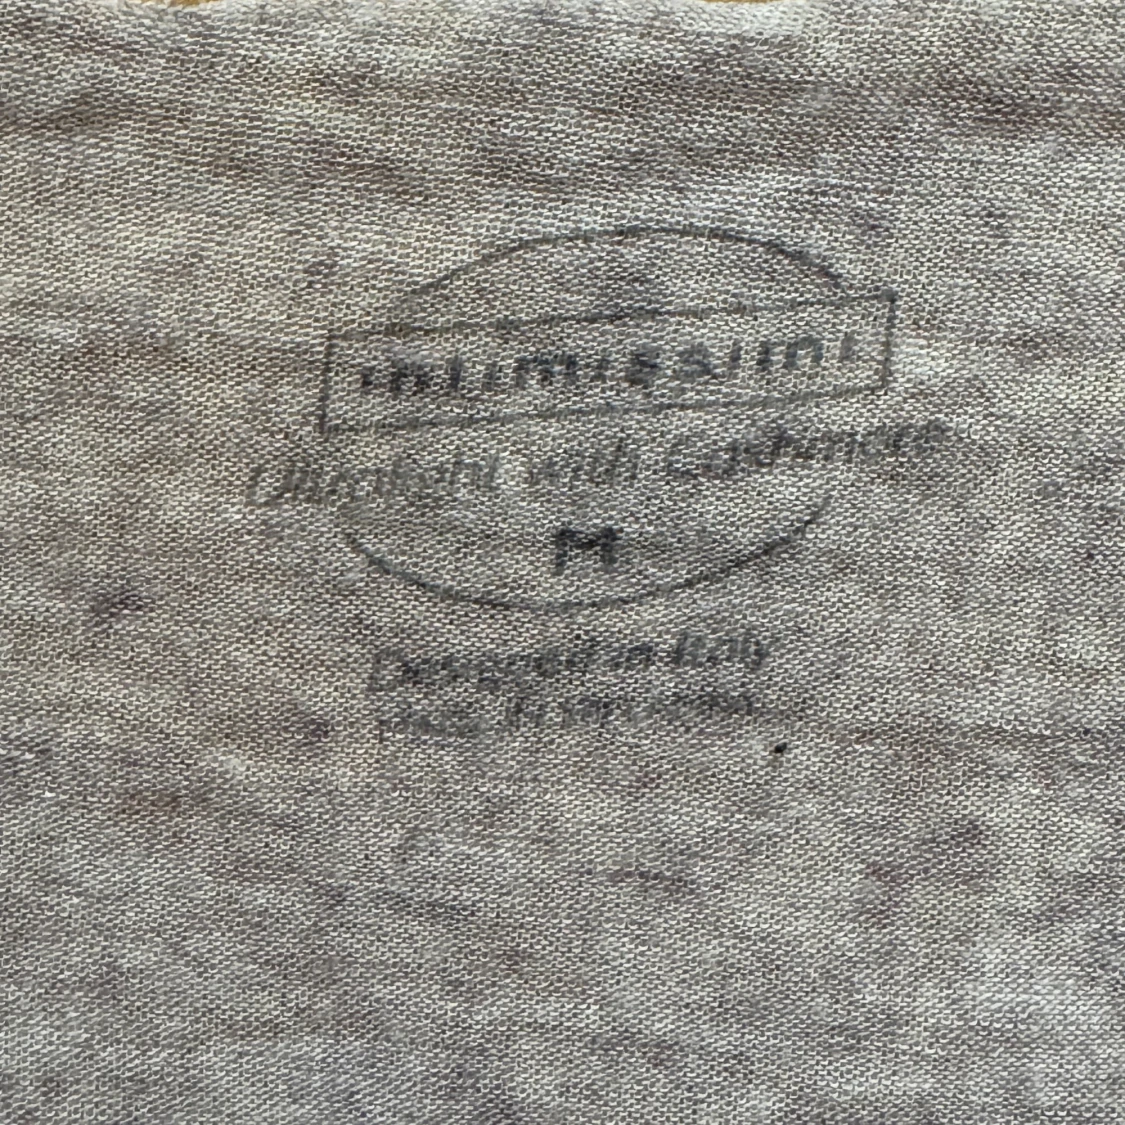 intimissimi
Ultralight with Cashmere
M
Designed in Italy